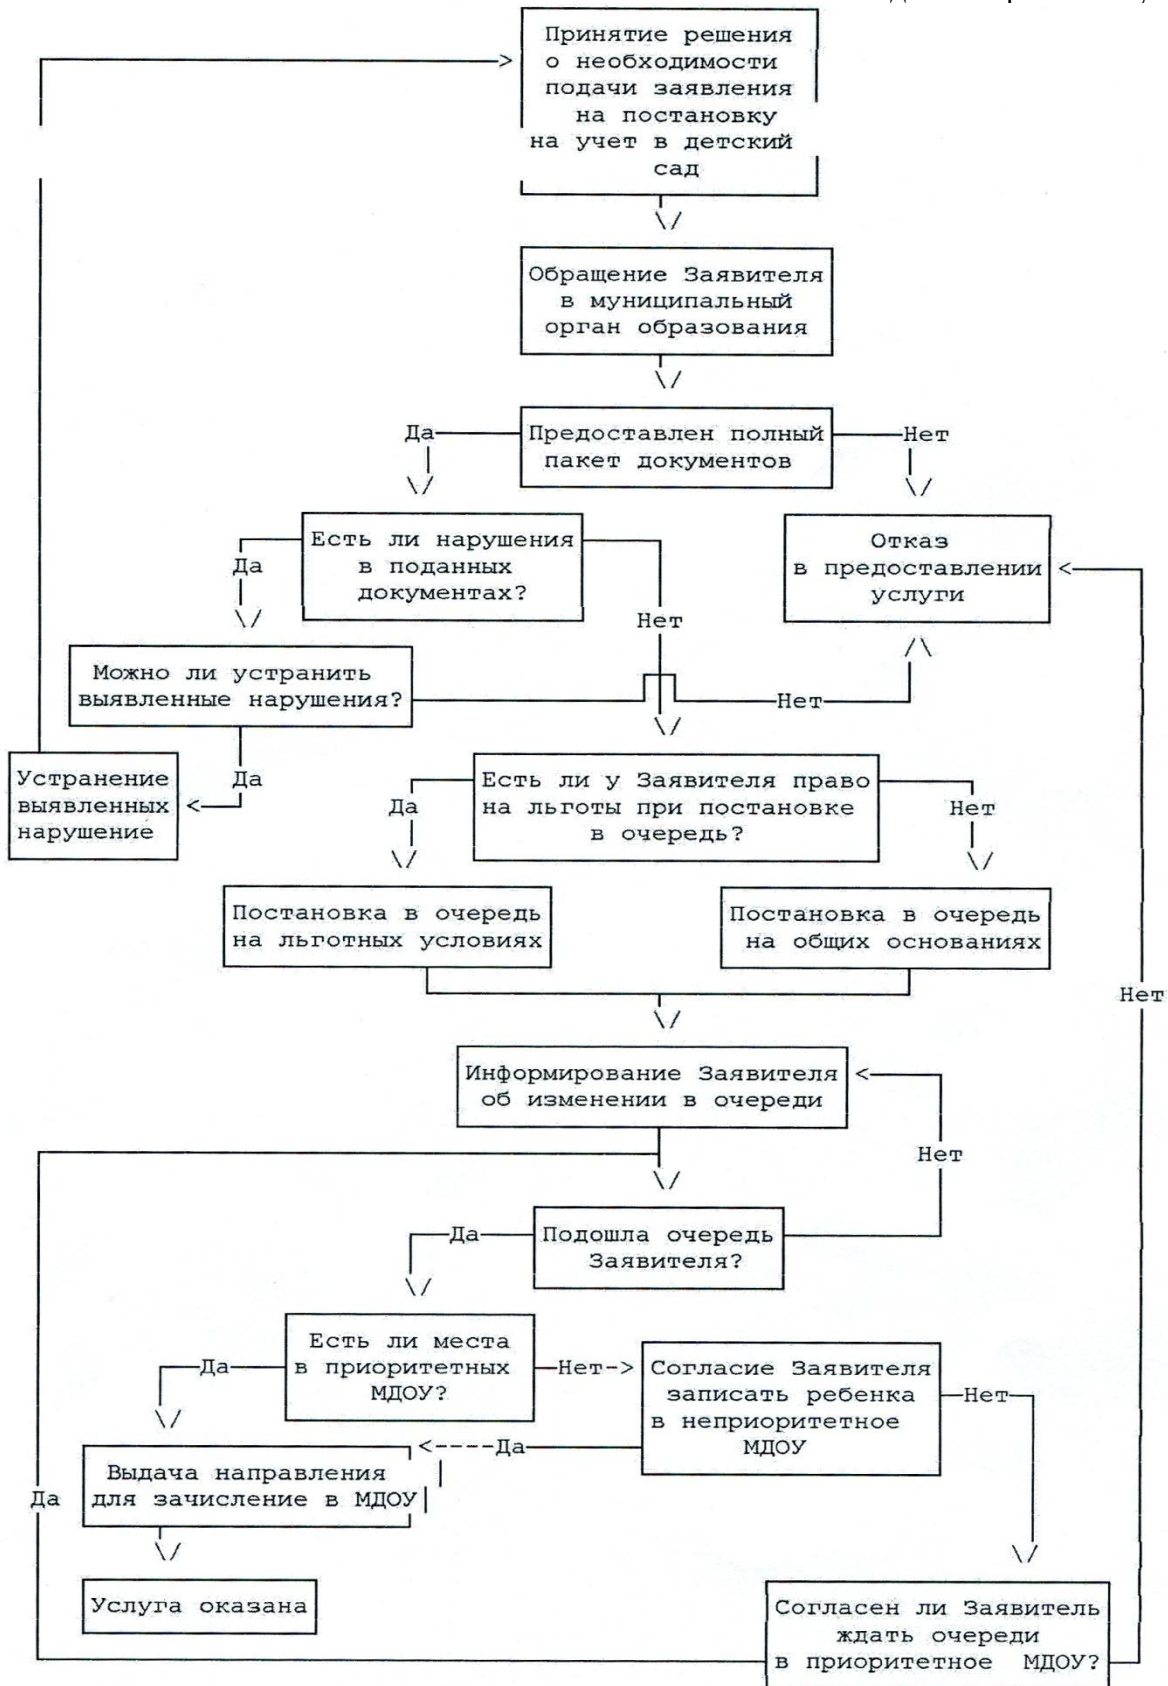 Принятие решения
о необходимости
подачи заявления
на постановку
на учет в детский
сад
Обращение Заявителя
в муниципальный
орган образования
Да
Предоставлен полный
пакет документов
Нет
Есть ли нарушения
в поданных
документах?
Да
Нет
Отказ
в предоставлении
услуги
Можно ли устранить
выявленные нарушения?
Нет
Да
Устранение
выявленных
нарушение
Есть ли у Заявителя право
на льготы при постановке
в очередь?
Да
Нет
Постановка в очередь
на льготных условиях
Постановка в очередь
на общих основаниях
Нет
Информирование Заявителя
об изменении в очереди
Нет
Да
Подошла очередь
Заявителя?
Есть ли места
в приоритетных
МДОУ?
Да
Нет
Согласие Заявителя
записать ребенка
в неприоритетное
МДОУ
Нет
Да
Выдача направления
для зачисление в МДОУ
Да
Услуга оказана
Согласен ли Заявитель
ждать очереди
в приоритетное МДОУ?